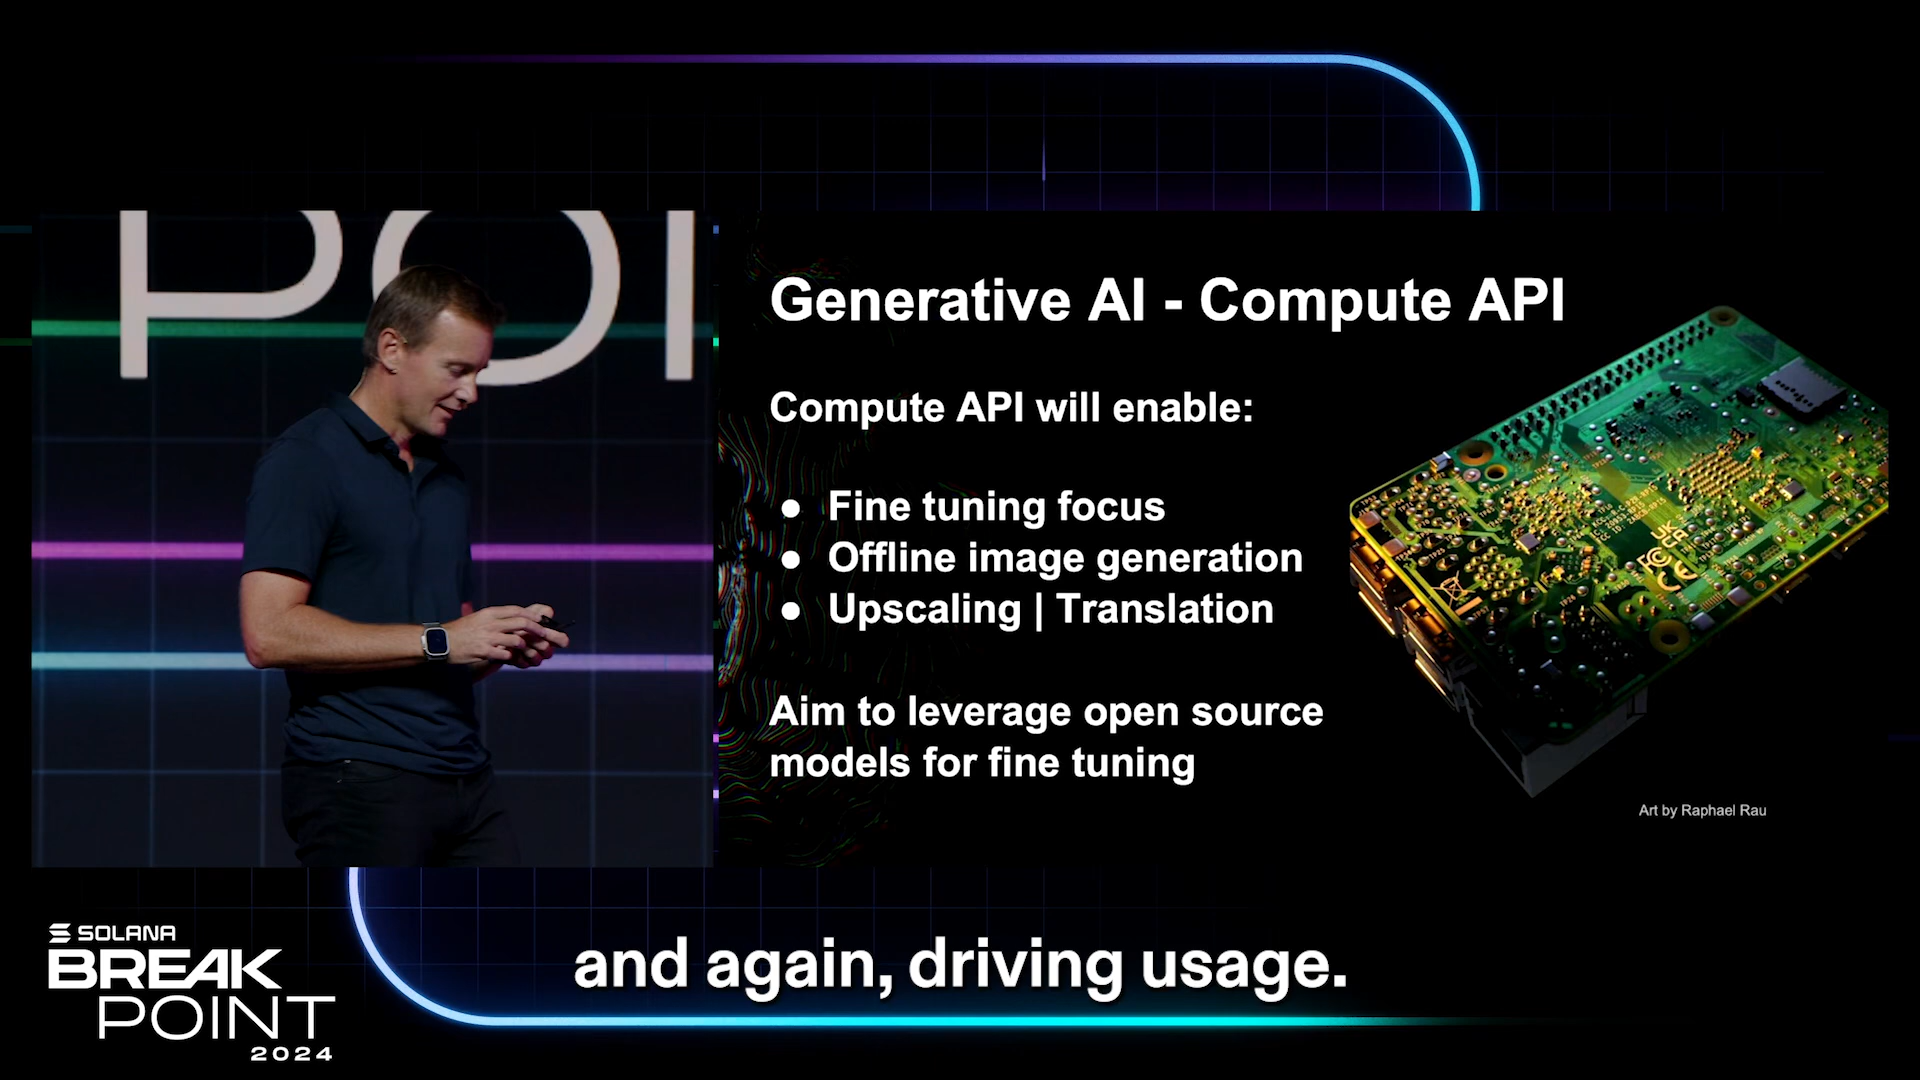 POI
Generative AI - Compute API
Compute API will enable:
● Fine tuning focus
● Offline image generation
● Upscaling | Translation
Aim to leverage open source
models for fine tuning
Art by Raphael Rau
SOLANA
BREAK
POINT
2024
and again, driving usage.